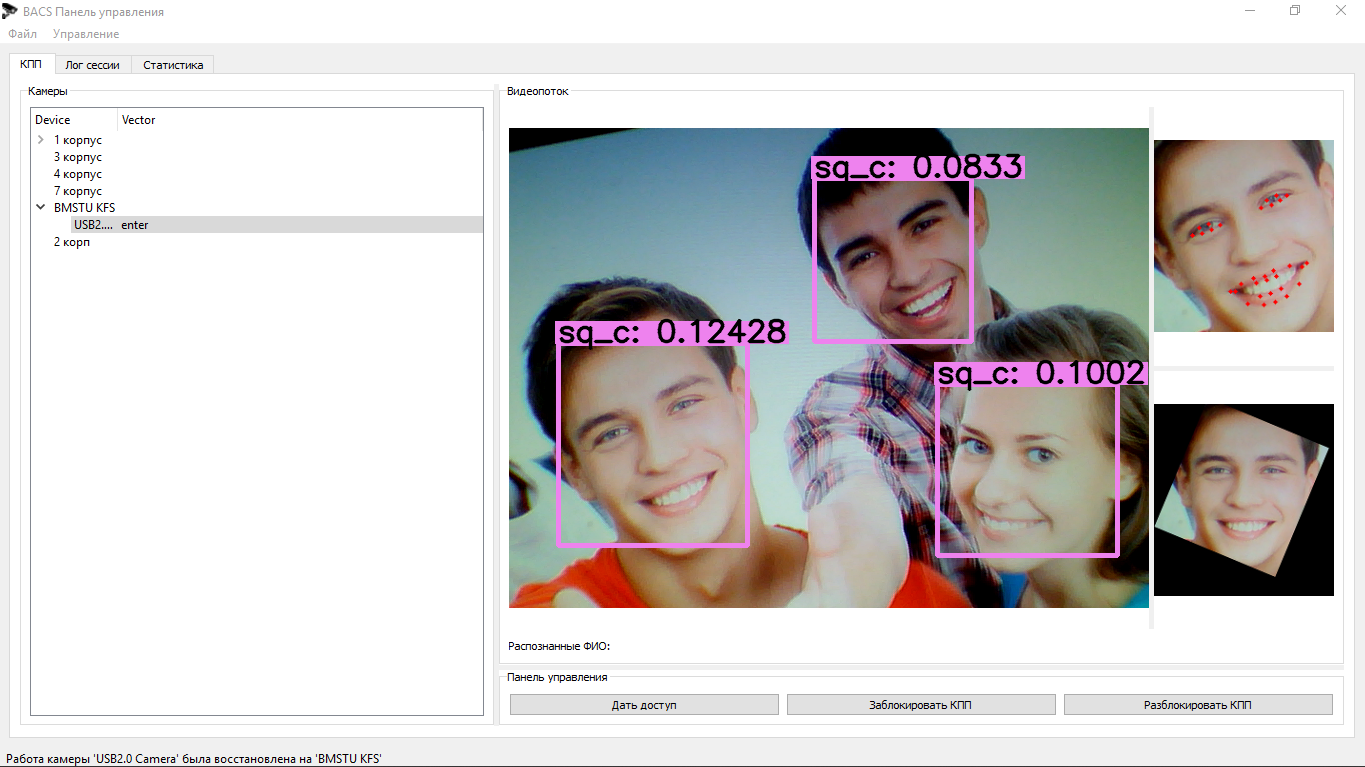 BACS Панель управления
Файл Управление
КПП Лог сессии Статистика
Камеры
Device Vector
1 корпус
3 корпус
4 корпус
7 корпус
BMSTU KFS
USB2.... enter
2 корп
Видеопоток
sq_c: 0.0833
sq_c: 0.12428
sq_c: 0.1002
Распознанные ФИО:
Панель управления
Дать доступ Заблокировать КПП Разблокировать КПП
Работа камеры 'USB2.0 Camera' была восстановлена на 'BMSTU KFS'